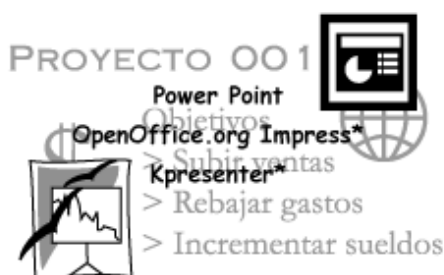 PROYECTO 001
Power Point
Objetivos
OpenOffice.org Impress*
> Subir ventas
Kpresenter*
> Rebajar gastos
> Incrementar sueldos